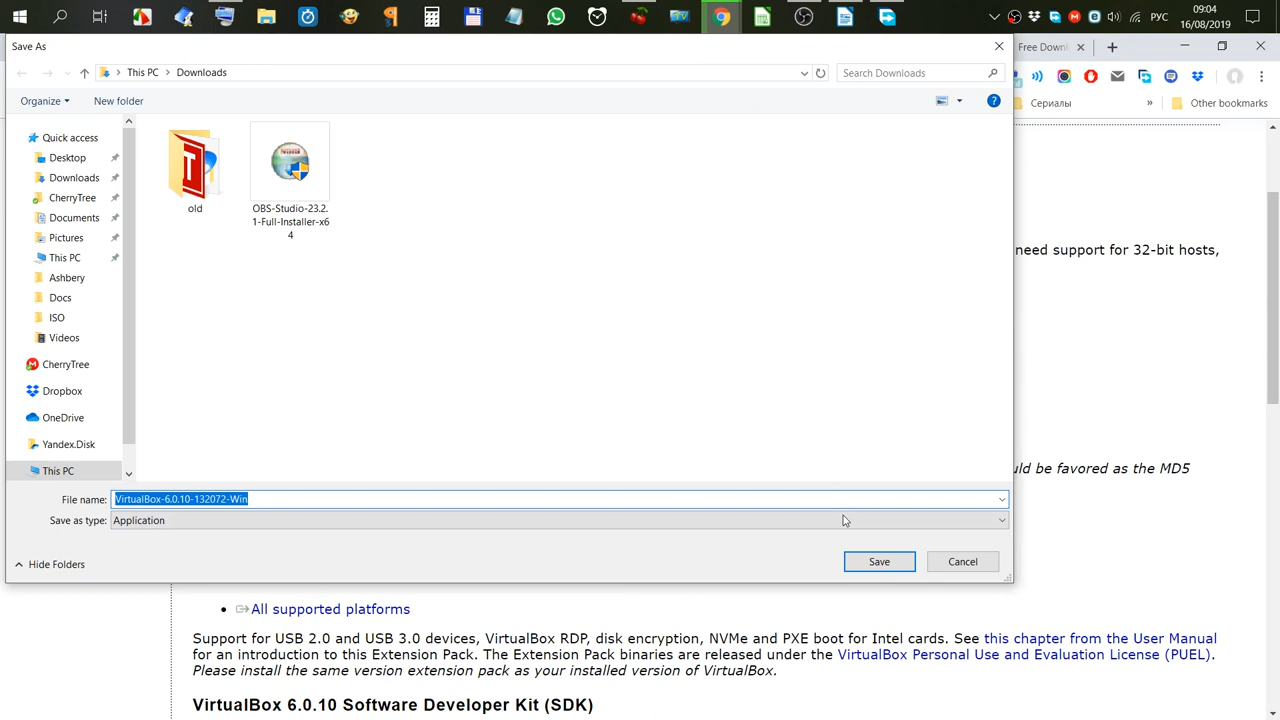 РУС
09:04
16/08/2019
Save As
Free Downl
This PC
Downloads
Search Downloads
Organize
New folder
Сериалы
»
Other bookmarks
Quick access
Desktop
Downloads
CherryTree
Documents
Pictures
This PC
Ashbery
Docs
ISO
Videos
CherryTree
Dropbox
OneDrive
Yandex.Disk
This PC
old
OBS-Studio-23.2.
1-Full-Installer-x6
4
need support for 32-bit hosts,
uld be favored as the MD5
File name: VirtualBox-6.0.10-132072-Win
Save as type: Application
Hide Folders
Save
Cancel
• All supported platforms
Support for USB 2.0 and USB 3.0 devices, VirtualBox RDP, disk encryption, NVMe and PXE boot for Intel cards. See this chapter from the User Manual
for an introduction to this Extension Pack. The Extension Pack binaries are released under the VirtualBox Personal Use and Evaluation License (PUEL).
Please install the same version extension pack as your installed version of VirtualBox.
VirtualBox 6.0.10 Software Developer Kit (SDK)